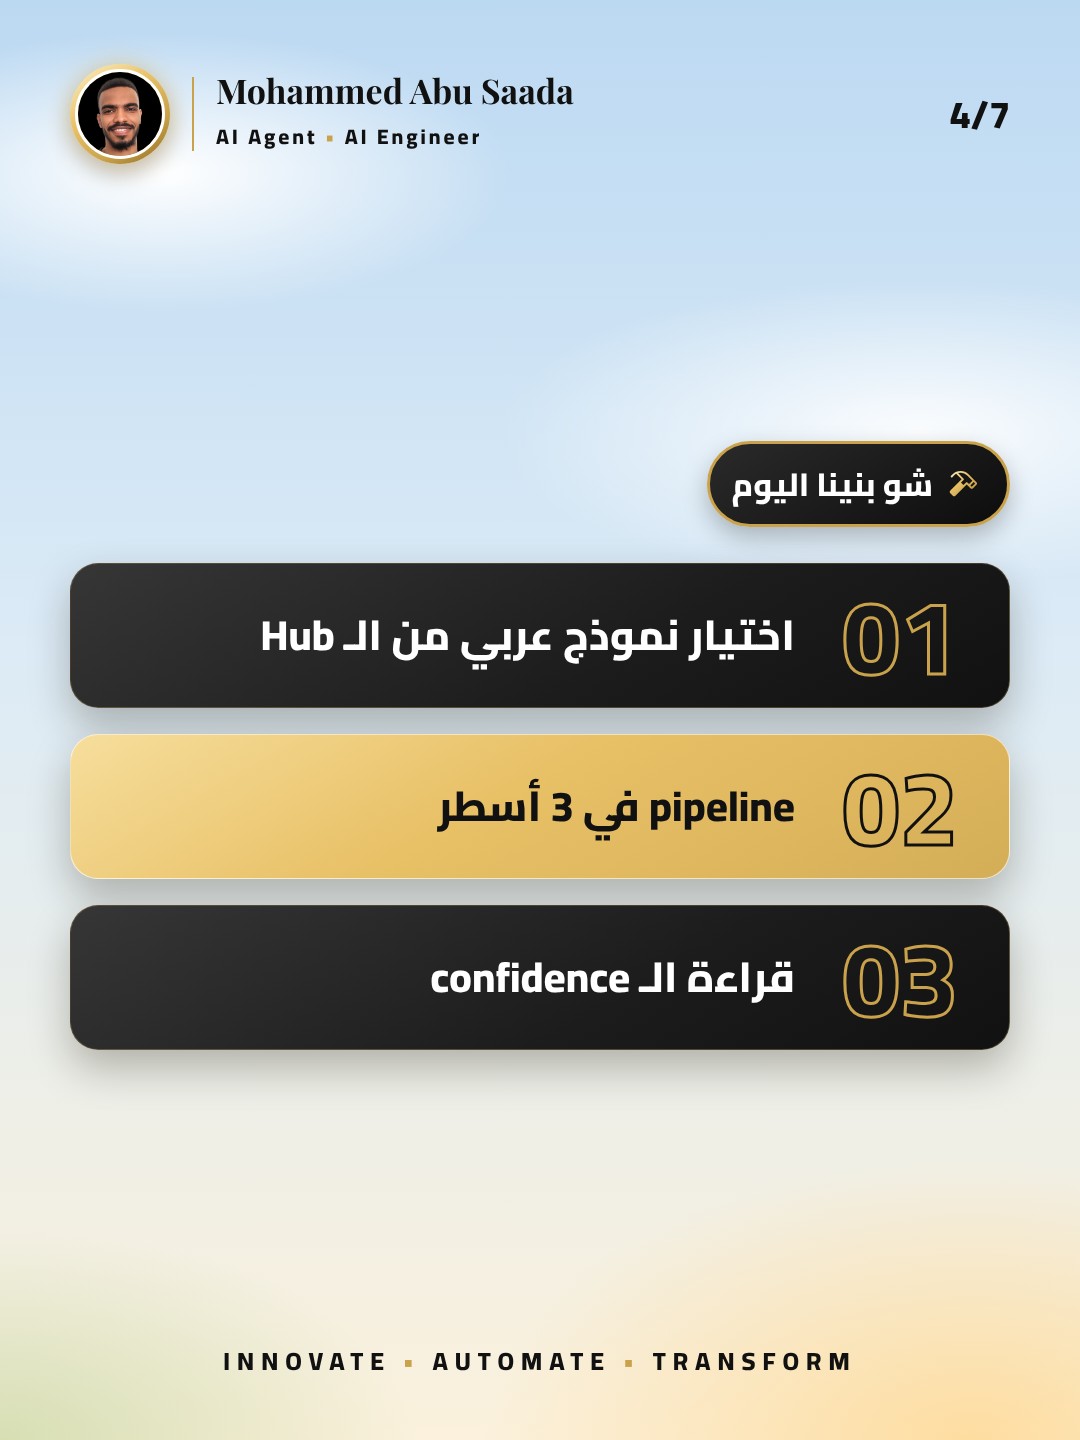 Mohammed Abu Saada
AI Agent ▪ AI Engineer
4/7
شو بنينا اليوم
01 اختيار نموذج عربي من الـ Hub
02 pipeline في 3 أسطر
03 قراءة الـ confidence
INNOVATE ▪ AUTOMATE ▪ TRANSFORM